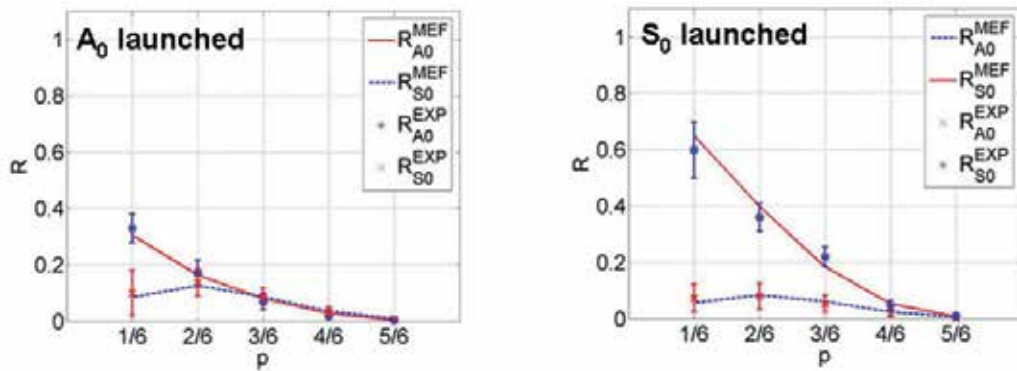 A0 launched
R A0 MEF
R S0 MEF
R A0 EXP
R S0 EXP
1
0.8
0.6
0.4
0.2
0
R
1/6 2/6 3/6 4/6 5/6
p
S0 launched
R A0 MEF
R S0 MEF
R A0 EXP
R S0 EXP
1
0.8
0.6
0.4
0.2
0
R
1/6 2/6 3/6 4/6 5/6
p